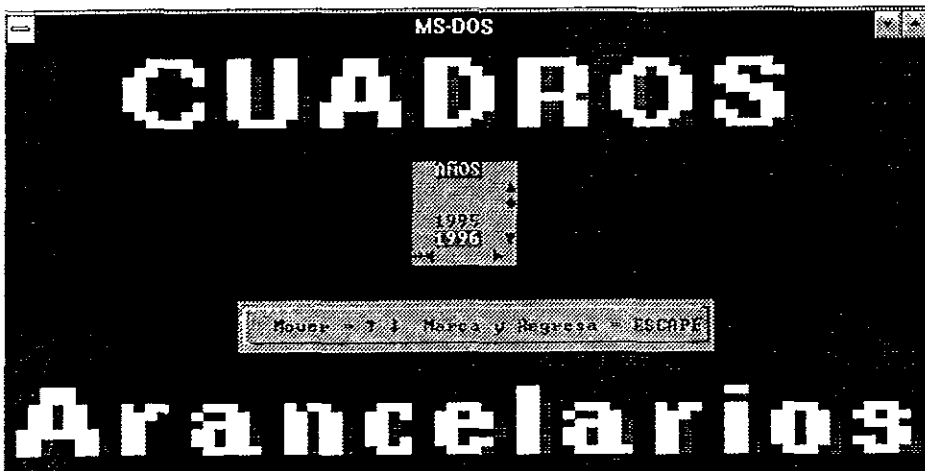 MS-DOS
CUADROS
AÑOS
1995
1996
Mover = ↑ ↓ Marca y Regresa = ESCAPE
Arancelarios